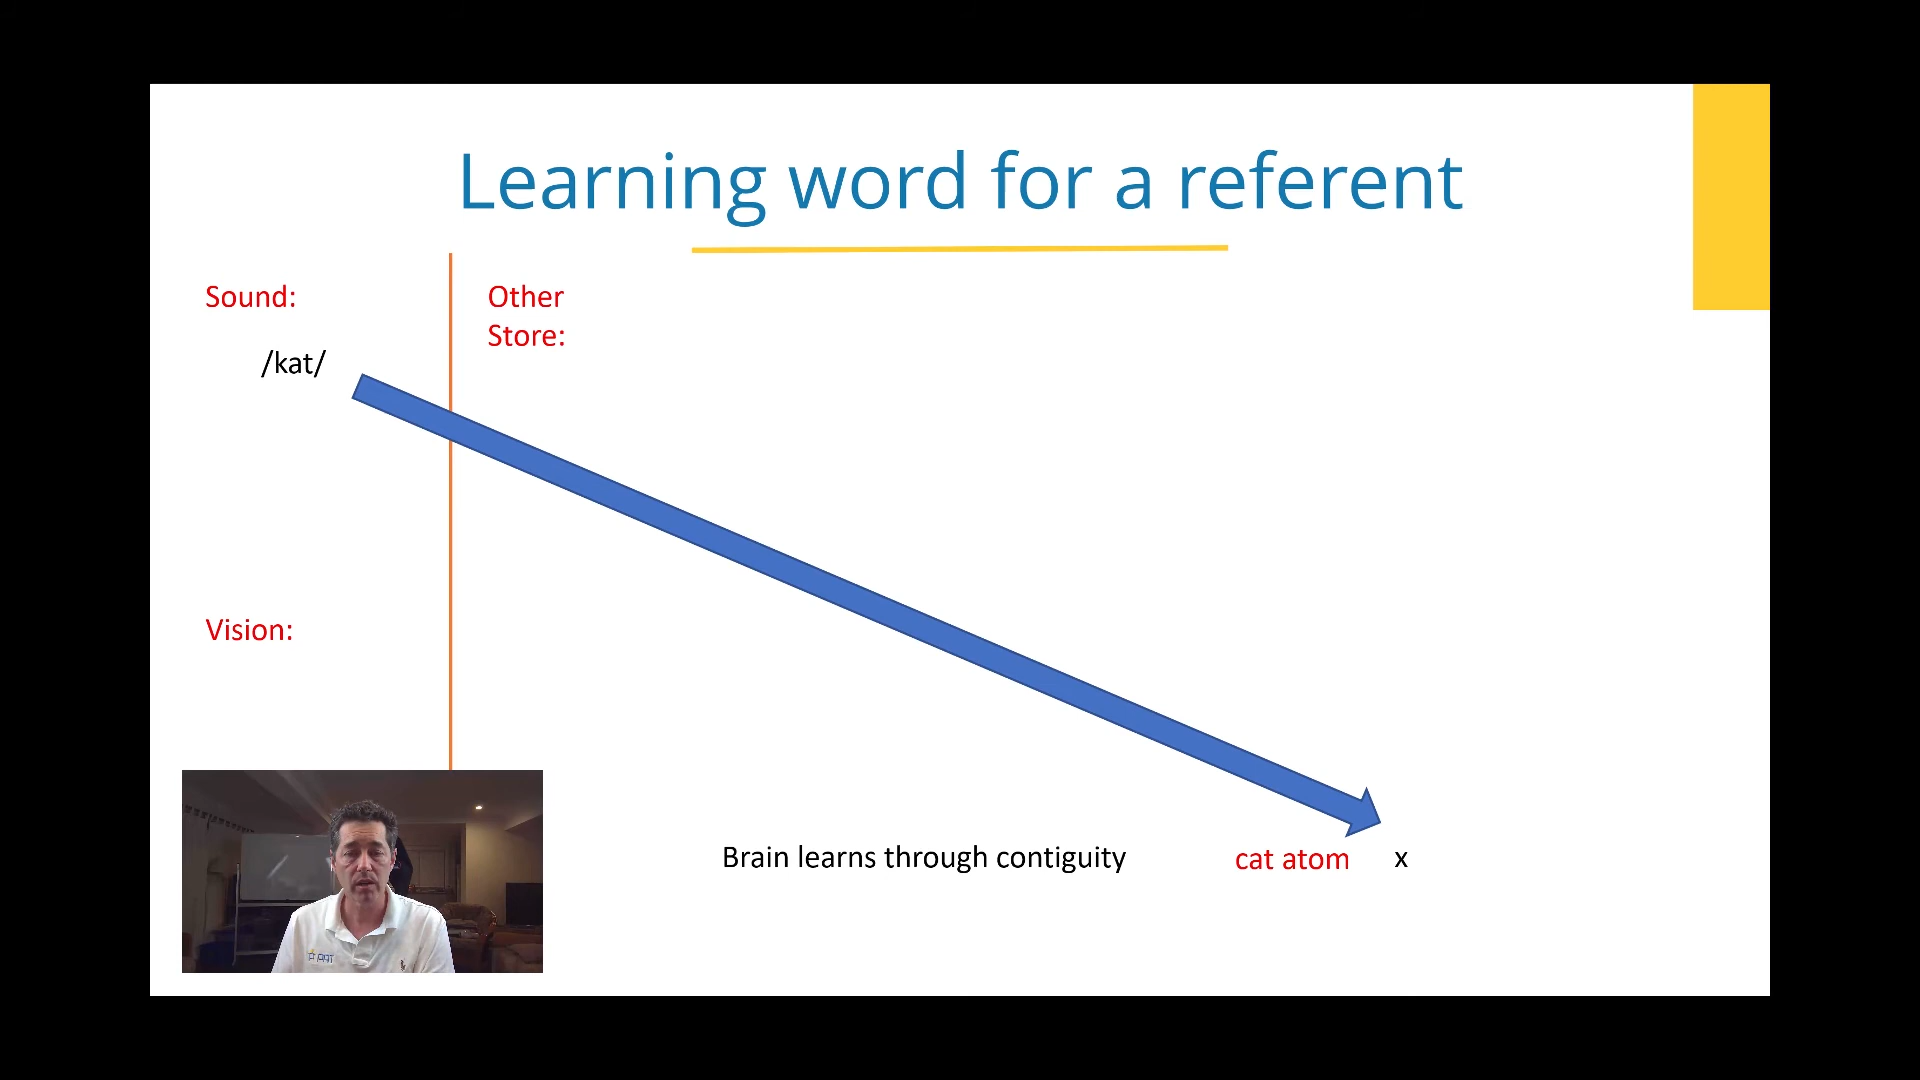 Learning word for a referent
Sound:
Other
Store:
/kat/
Vision:
Brain learns through contiguity
cat atom
x